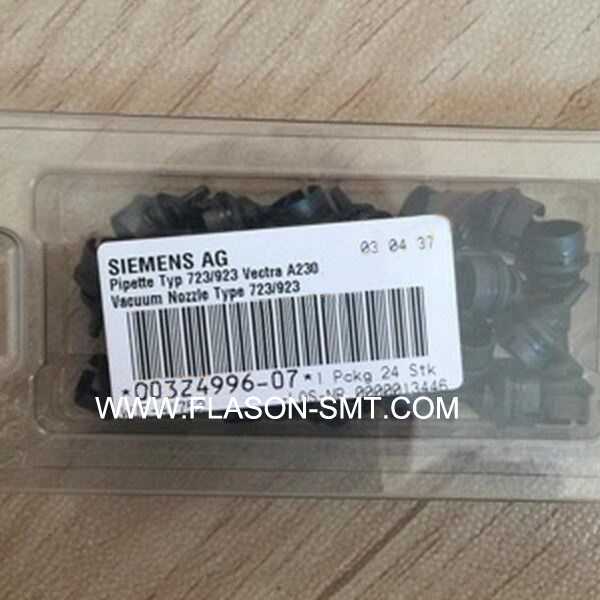 SIEMENS AG
03 04 37
Pipette Typ 723/923 Vectra A230
Vacuum Nozzle Type 723/923
*00324996-07*
1 Pckg 24 Stk
0000013446
WWW.FLASON-SMT.COM